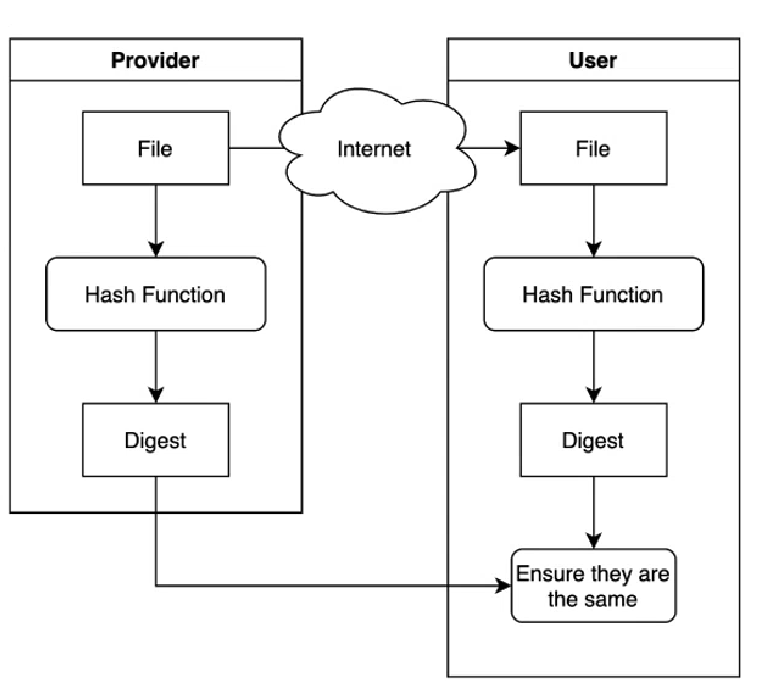 Provider
User
File
Internet
File
Hash Function
Hash Function
Digest
Digest
Ensure they are
the same